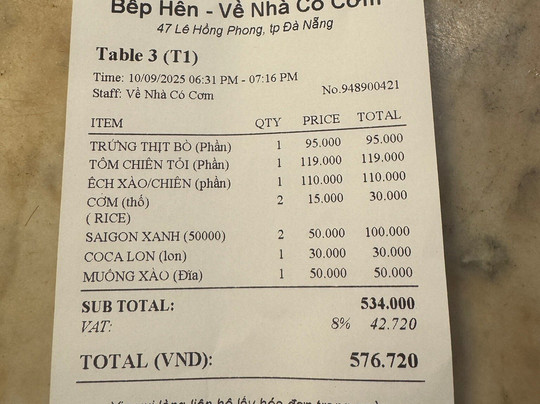 Bếp Hên - Về Nhà Có Cơm
47 Lê Hồng Phong, tp Đà Nẵng
Table 3 (T1)
Time: 10/09/2025 06:31 PM - 07:16 PM
Staff: Về Nhà Có Cơm No.948900421
ITEM QTY PRICE TOTAL
TRỨNG THỊT BÒ (Phần) 1 95.000 95.000
TÔM CHIÊN TỎI (Phần) 1 119.000 119.000
ẾCH XÀO/CHIÊN (phần) 1 110.000 110.000
CƠM (thố) 2 15.000 30.000
( RICE)
SAIGON XANH (50000) 2 50.000 100.000
COCA LON (lon) 1 30.000 30.000
MUỐNG XÀO (Đĩa) 1 50.000 50.000
SUB TOTAL: 534.000
VAT: 8% 42.720
TOTAL (VND): 576.720